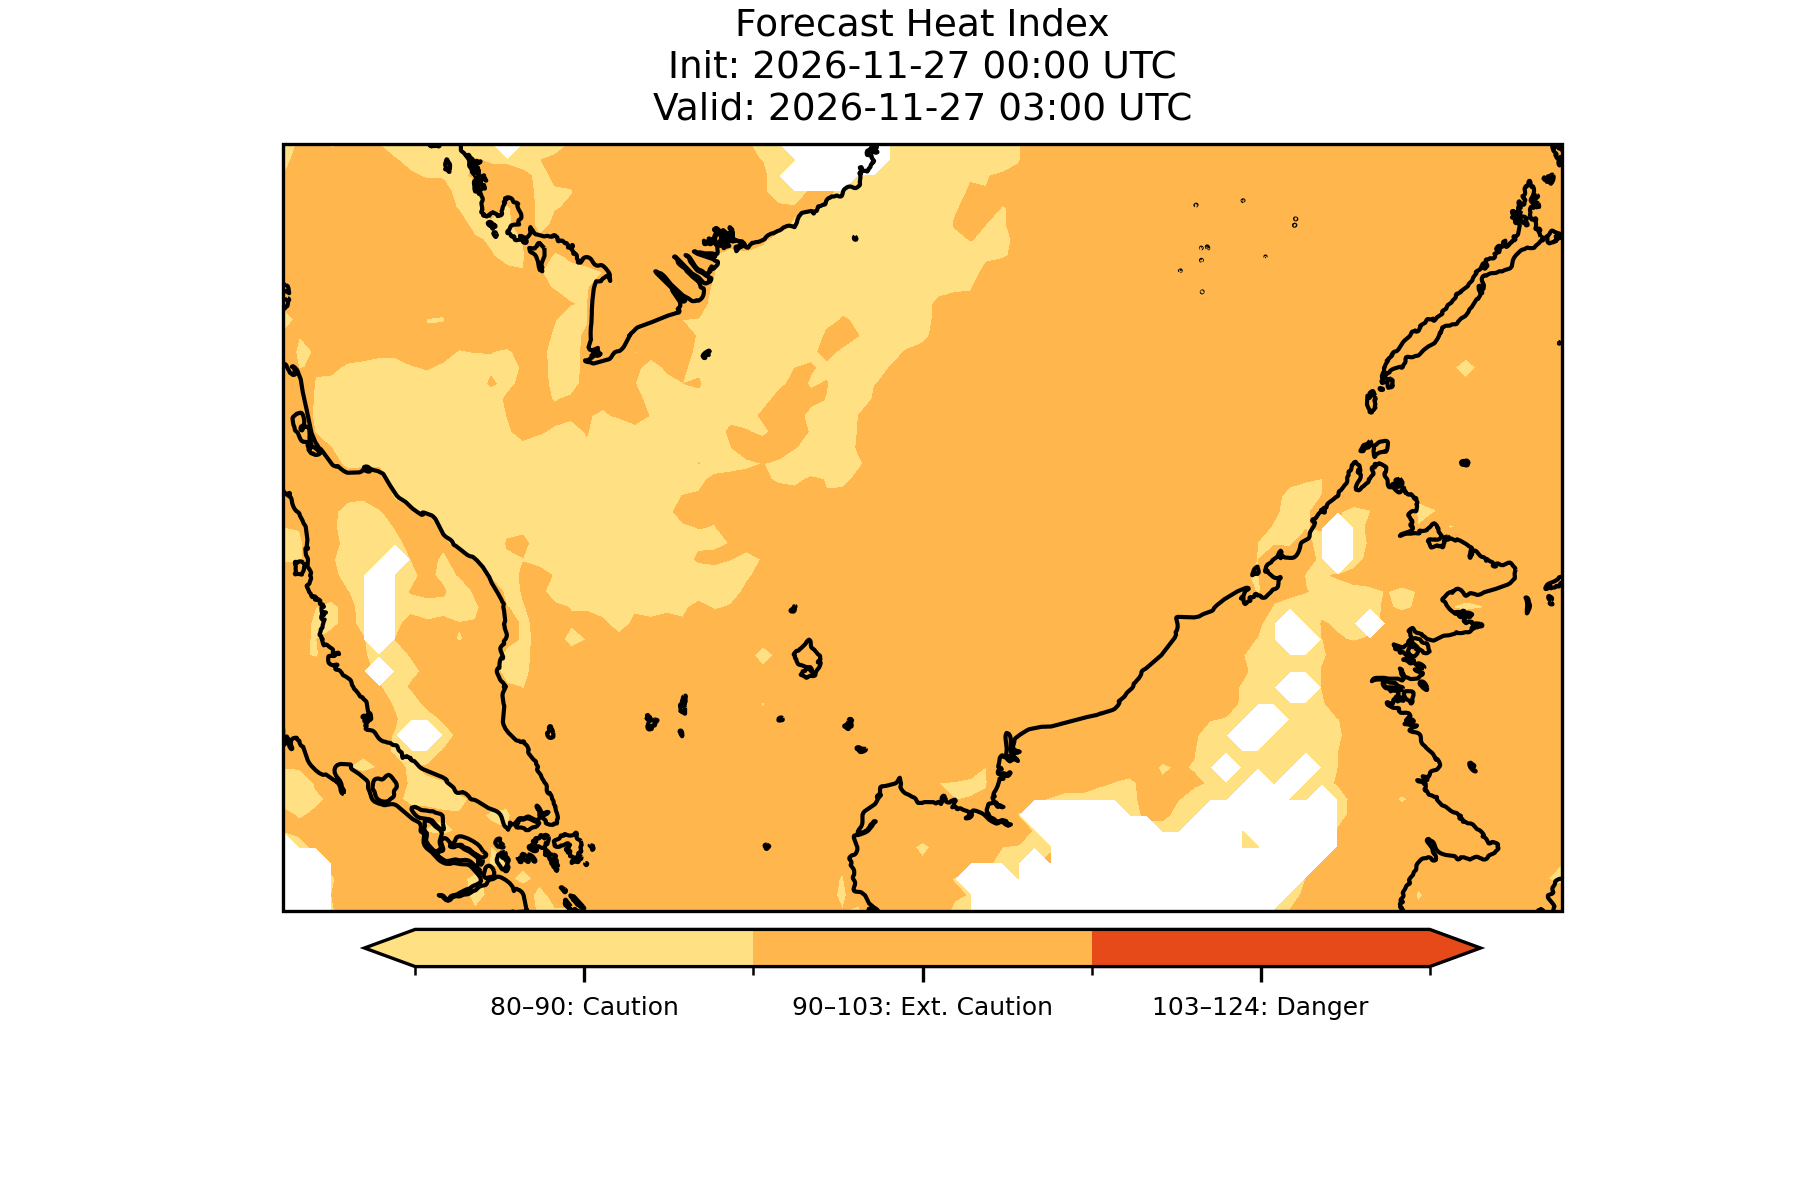 Forecast Heat Index
Init: 2026-11-27 00:00 UTC
Valid: 2026-11-27 03:00 UTC
80–90: Caution
90–103: Ext. Caution
103–124: Danger